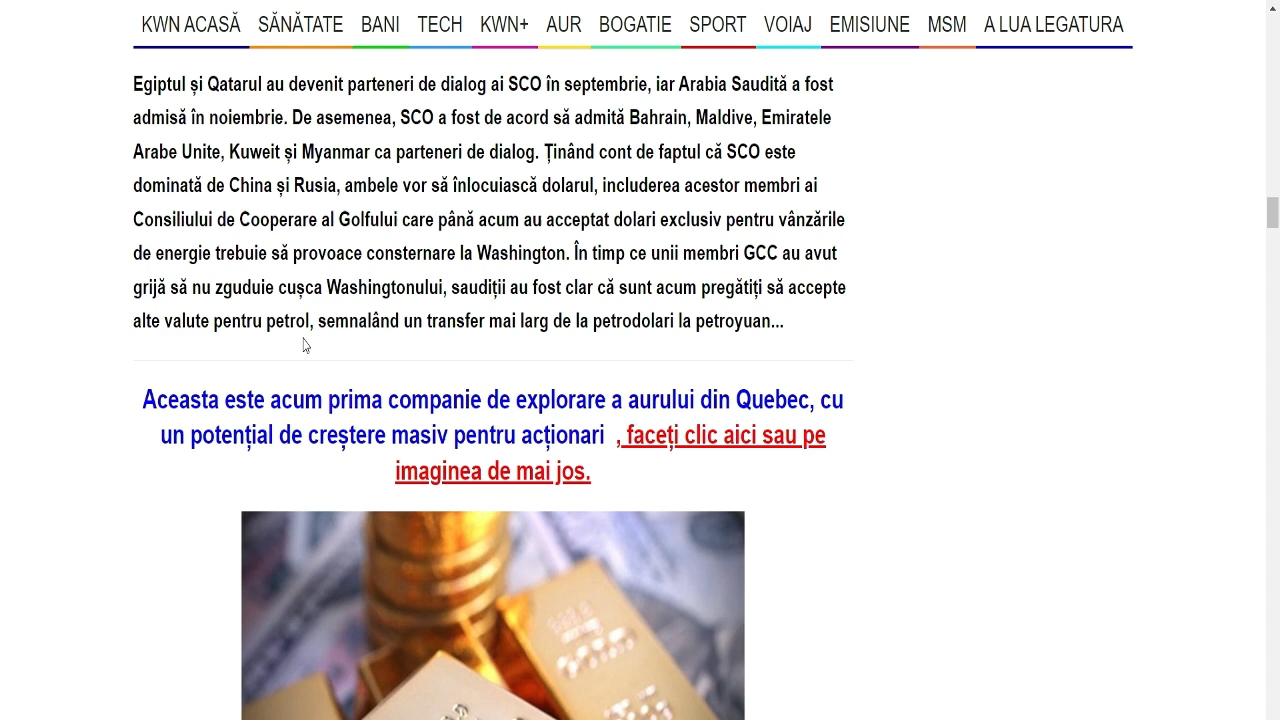 KWN ACASĂ SĂNĂTATE BANI TECH KWN+ AUR BOGATIE SPORT VOIAJ EMISIUNE MSM A LUA LEGATURA
Egiptul și Qatarul au devenit parteneri de dialog ai SCO în septembrie, iar Arabia Saudită a fost
admisă în noiembrie. De asemenea, SCO a fost de acord să admită Bahrain, Maldive, Emiratele
Arabe Unite, Kuweit și Myanmar ca parteneri de dialog. Ținând cont de faptul că SCO este
dominată de China și Rusia, ambele vor să înlocuiască dolarul, includerea acestor membri ai
Consiliului de Cooperare al Golfului care până acum au acceptat dolari exclusiv pentru vânzările
de energie trebuie să provoace consternare la Washington. În timp ce unii membri GCC au avut
grijă să nu zguduie cușca Washingtonului, saudiții au fost clar că sunt acum pregătiți să accepte
alte valute pentru petrol, semnalând un transfer mai larg de la petrodolari la petroyuan...
Aceasta este acum prima companie de explorare a aurului din Quebec, cu
un potențial de creștere masiv pentru acționari , faceți clic aici sau pe
imaginea de mai jos.